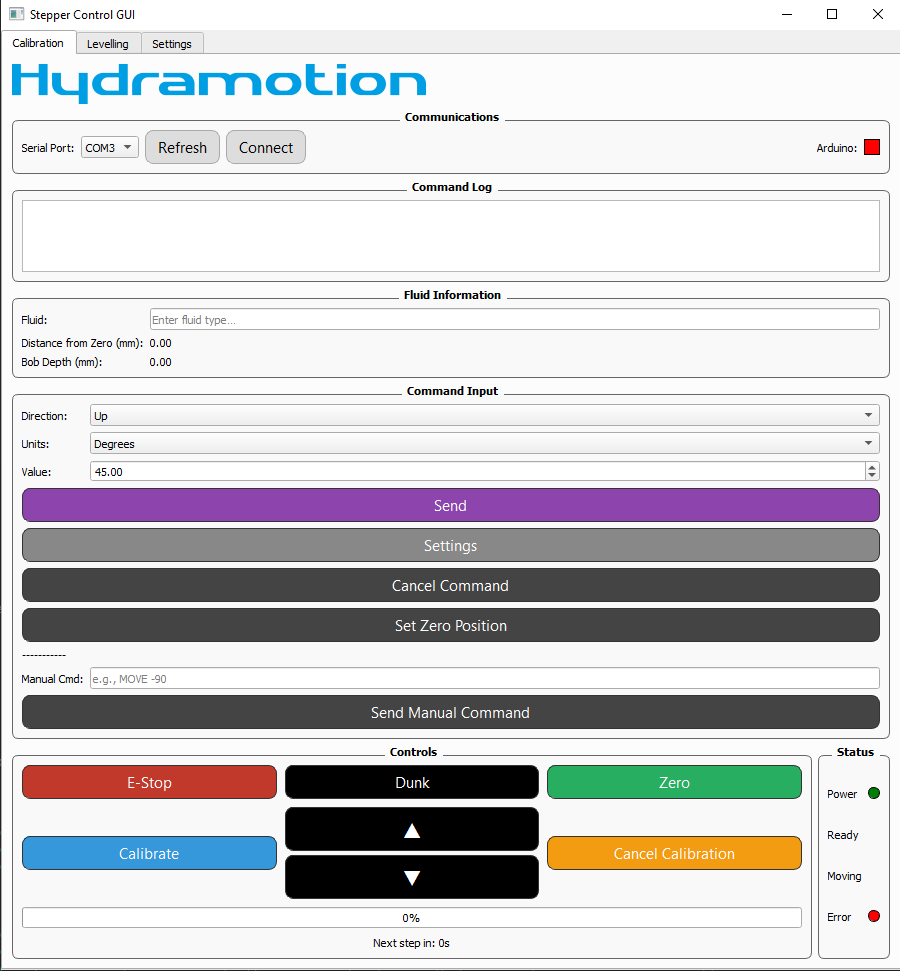 Stepper Control GUI
Calibration Levelling Settings
Hydramotion
Communications
Serial Port: COM3 Refresh Connect Arduino:
Command Log
Fluid Information
Fluid: Enter fluid type...
Distance from Zero (mm): 0.00
Bob Depth (mm): 0.00
Command Input
Direction: Up
Units: Degrees
Value: 45.00
Send
Settings
Cancel Command
Set Zero Position
-----------
Manual Cmd: e.g., MOVE -90
Send Manual Command
Controls
E-Stop Dunk Zero
▲
Calibrate Cancel Calibration
▼
0%
Next step in: 0s
Status
Power
Ready
Moving
Error